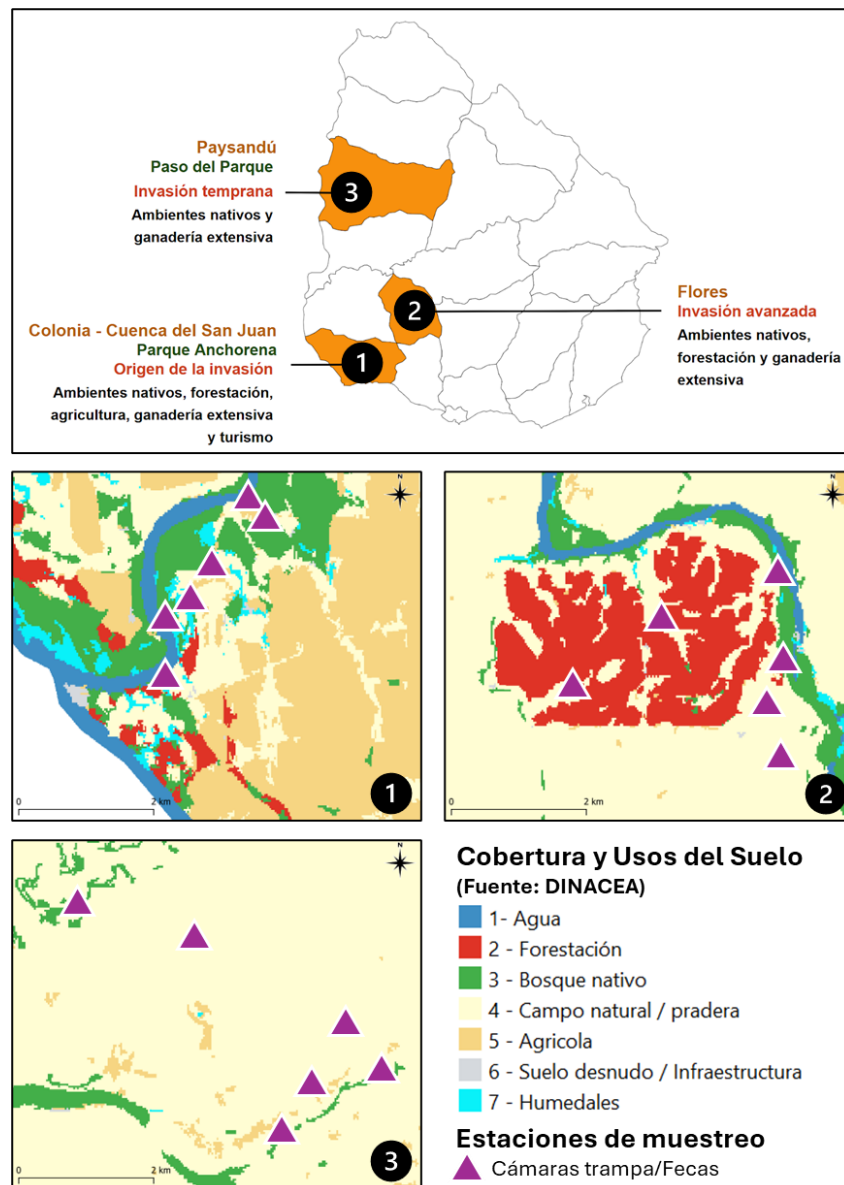 Paysandú
Paso del Parque
Invasión temprana
Ambientes nativos y
ganadería extensiva
3
2
1
Flores
Invasión avanzada
Ambientes nativos,
forestación y ganadería
extensiva
Colonia - Cuenca del San Juan
Parque Anchorena
Origen de la invasión
Ambientes nativos, forestación,
agricultura, ganadería extensiva
y turismo
N
0 2 km
1
N
0 2 km
2
N
0 2 km
3
Cobertura y Usos del Suelo
(Fuente: DINACEA)
1- Agua
2 - Forestación
3 - Bosque nativo
4 - Campo natural / pradera
5 - Agricola
6 - Suelo desnudo / Infraestructura
7 - Humedales
Estaciones de muestreo
Cámaras trampa/Fecas